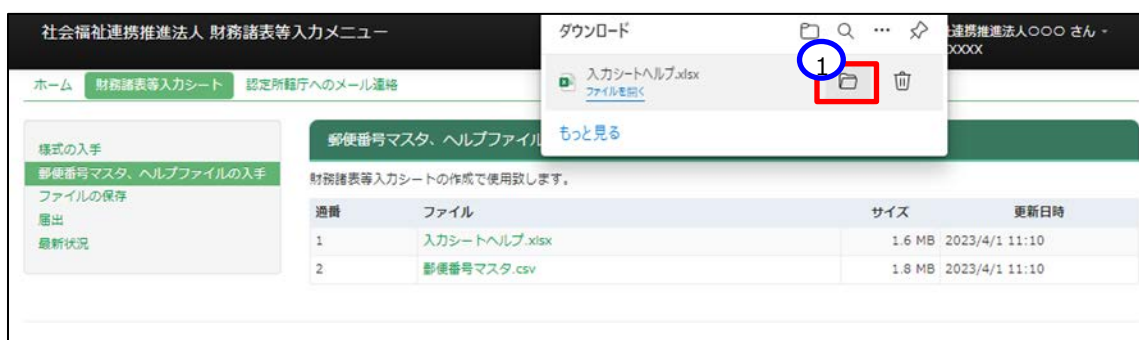 社会福祉連携推進法人 財務諸表等入力メニュー
連携推進法人○○○ さん
XXXXX
ダウンロード
入力シートヘルプ.xlsx
ファイルを開く
もっと見る
1
ホーム
財務諸表等入力シート
認定所轄庁へのメール連絡
様式の入手
郵便番号マスタ、ヘルプファイルの入手
ファイルの保存
届出
最新状況
郵便番号マスタ、ヘルプファイル
財務諸表等入力シートの作成で使用致します。
通番 ファイル サイズ 更新日時
1 入力シートヘルプ.xlsx 1.6 MB 2023/4/1 11:10
2 郵便番号マスタ.csv 1.8 MB 2023/4/1 11:10